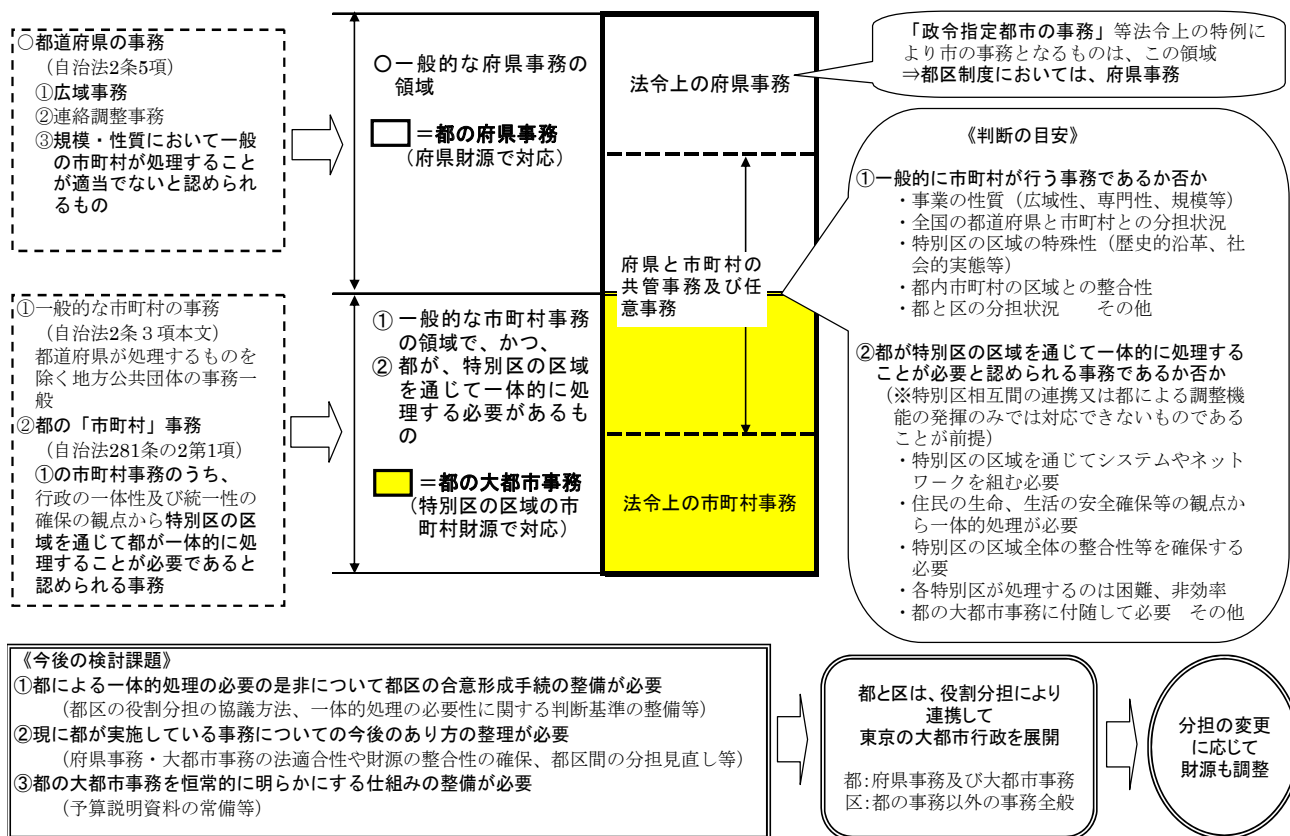 ○都道府県の事務
（自治法2条5項）
①広域事務
②連絡調整事務
③規模・性質において一般
の市町村が処理すること
が適当でないと認められ
るもの
○一般的な府県事務の
領域
＝都の府県事務
（府県財源で対応）
法令上の府県事務
「政令指定都市の事務」等法令上の特例に
より市の事務となるものは、この領域
⇒都区制度においては、府県事務
①一般的な市町村の事務
（自治法2条３項本文）
都道府県が処理するものを
除く地方公共団体の事務一
般
②都の「市町村」事務
（自治法281条の2第1項）
①の市町村事務のうち、
行政の一体性及び統一性の
確保の観点から特別区の区
域を通じて都が一体的に処
理することが必要であると
認められる事務
① 一般的な市町村事務
の領域で、かつ、
② 都が、特別区の区域
を通じて一体的に処
理する必要があるも
の
＝都の大都市事務
（特別区の区域の市
町村財源で対応）
府県と市町村の
共管事務及び任
意事務
法令上の市町村事務
《判断の目安》
①一般的に市町村が行う事務であるか否か
・事業の性質（広域性、専門性、規模等）
・全国の都道府県と市町村との分担状況
・特別区の区域の特殊性（歴史的沿革、社
会的実態等）
・都内市町村の区域との整合性
・都と区の分担状況　その他
②都が特別区の区域を通じて一体的に処理する
ことが必要と認められる事務であるか否か
（※特別区相互間の連携又は都による調整機
能の発揮のみでは対応できないものである
ことが前提）
・特別区の区域を通じてシステムやネット
ワークを組む必要
・住民の生命、生活の安全確保等の観点か
ら一体的処理が必要
・特別区の区域全体の整合性等を確保する
必要
・各特別区が処理するのは困難、非効率
・都の大都市事務に付随して必要　その他
《今後の検討課題》
①都による一体的処理の必要の是非について都区の合意形成手続の整備が必要
（都区の役割分担の協議方法、一体的処理の必要性に関する判断基準の整備等）
②現に都が実施している事務についての今後のあり方の整理が必要
（府県事務・大都市事務の法適合性や財源の整合性の確保、都区間の分担見直し等）
③都の大都市事務を恒常的に明らかにする仕組みの整備が必要
（予算説明資料の常備等）
都と区は、役割分担により
連携して
東京の大都市行政を展開
都：府県事務及び大都市事務
区：都の事務以外の事務全般
分担の変更
に応じて
財源も調整